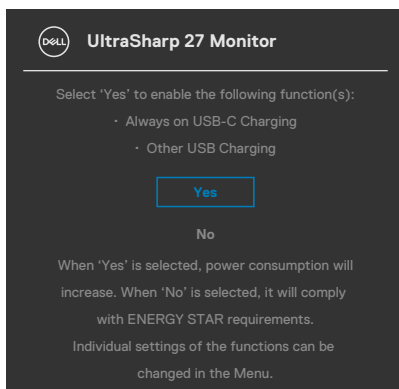 DELL
UltraSharp 27 Monitor
Select ‘Yes’ to enable the following function(s):
· Always on USB-C Charging
· Other USB Charging
Yes
No
When ‘Yes’ is selected, power consumption will
increase. When ‘No’ is selected, it will comply
with ENERGY STAR requirements.
Individual settings of the functions can be
changed in the Menu.